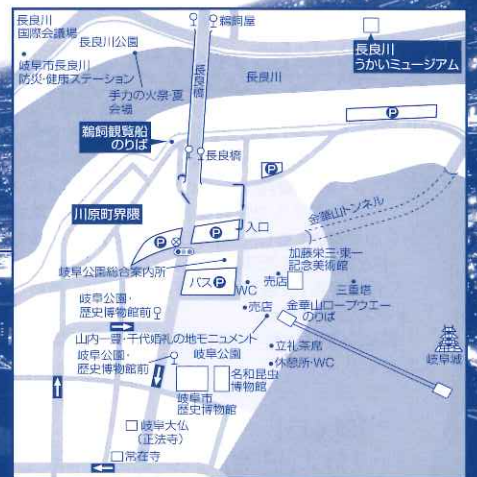 長良川
国際会議場
長良川公園
岐阜市長良川
防災・健康ステーション
手力の火祭・夏
会場
鵜飼屋
長良橋
長良川
長良川
うかいミュージアム
鵜飼観覧船
のりば
長良橋
P
P
川原町界隈
P
P
入口
金華山トンネル
岐阜公園総合案内所
バスP
WC
売店
加藤栄三・東一
記念美術館
三重塔
売店
金華山ロープウエー
のりば
岐阜公園・
歴史博物館前
山内一豊・千代婚礼の地モニュメント
岐阜公園・
歴史博物館前
岐阜公園
立礼茶席
休憩所・WC
岐阜城
岐阜市
歴史博物館
名和昆虫
博物館
岐阜大仏
(正法寺)
常在寺